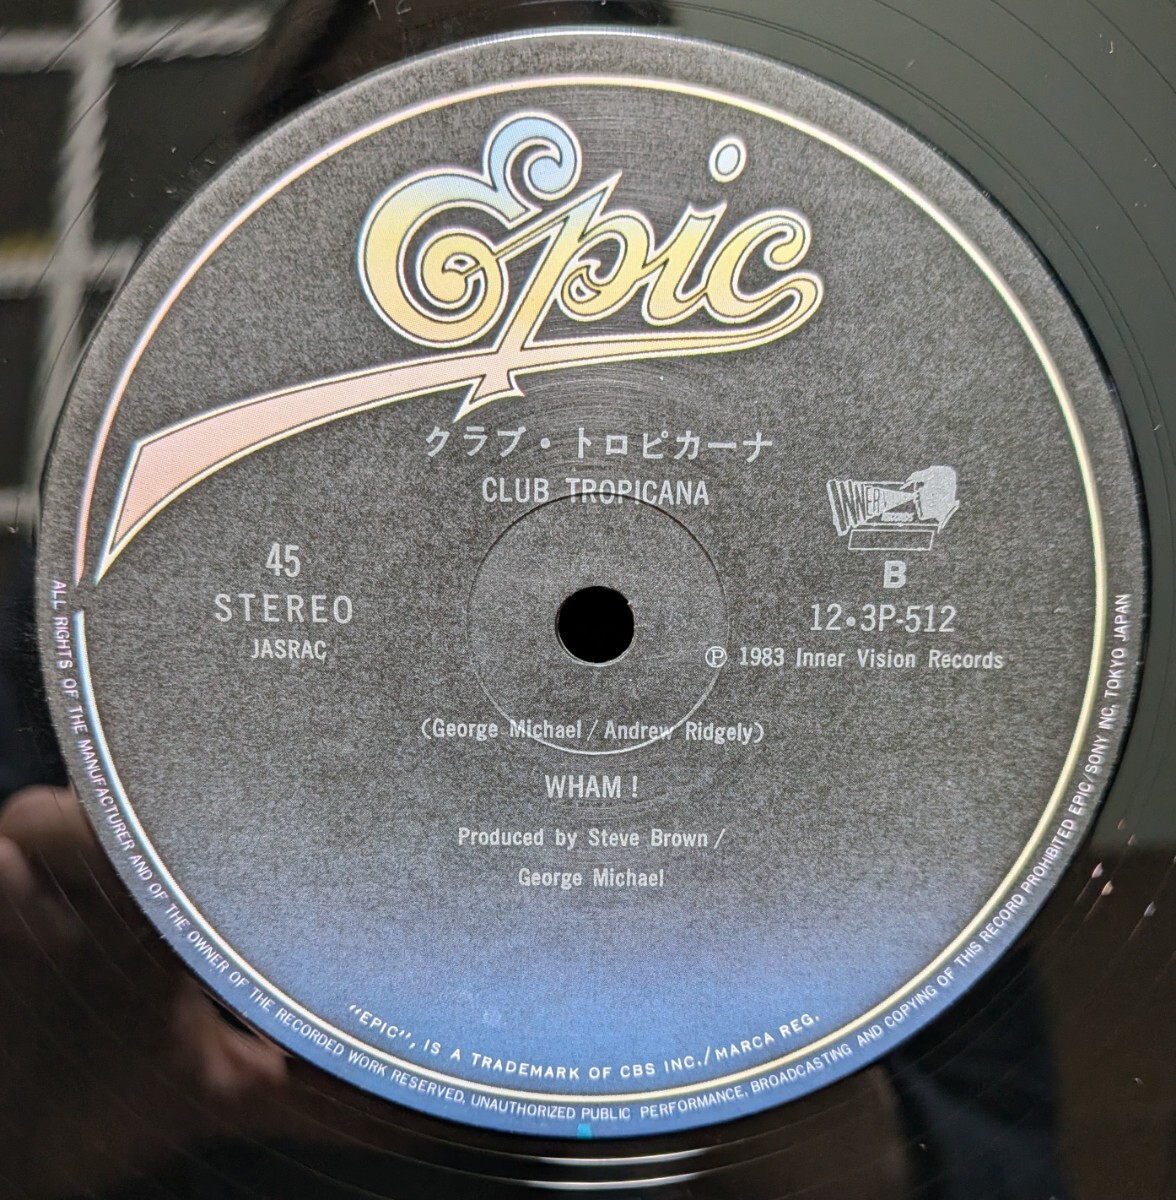 Epic
クラブ・トロピカーナ
CLUB TROPICANA
INNER
RECORDS
45
STEREO
JASRAC
B
12・3P-512
Ⓟ 1983 Inner Vision Records
(George Michael / Andrew Ridgely)
WHAM !
Produced by Steve Brown /
George Michael
"EPIC", IS A TRADEMARK OF CBS INC./MARCA REG.
ALL RIGHTS OF THE MANUFACTURER AND OF THE OWNER OF THE RECORDED WORK RESERVED. UNAUTHORIZED PUBLIC PERFORMANCE, BROADCASTING AND COPYING OF THIS RECORD PROHIBITED EPIC/SONY INC. TOKYO JAPAN